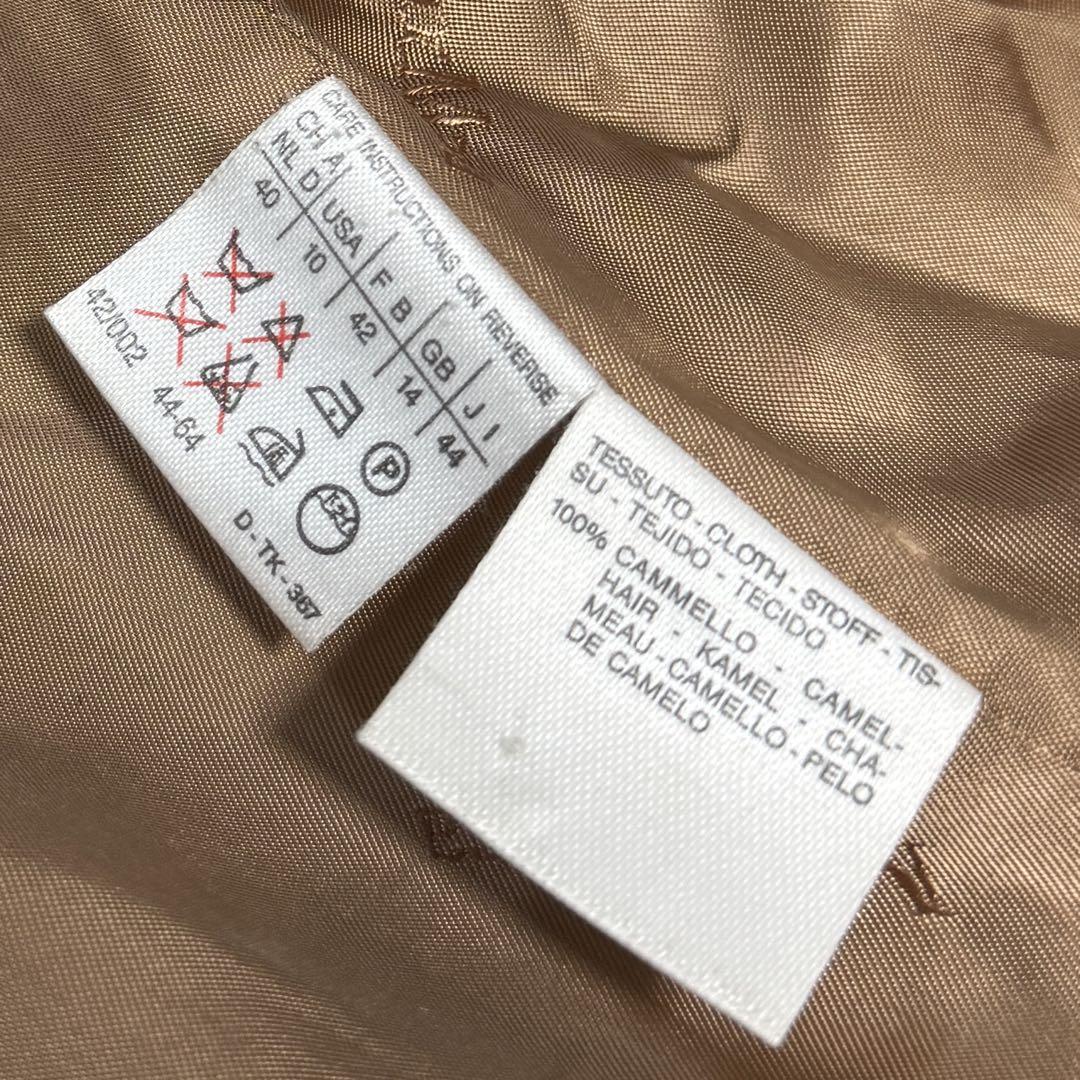 CARE INSTRUCTIONS ON REVERSE
CH A
NL D USA F B GB J I
40 10 42 14 44
P
42/002 44-64
D - TK - 367
TESSUTO - CLOTH - STOFF - TIS-
SU - TEJIDO - TECIDO
100% CAMMELLO - CAMEL-
HAIR - KAMEL - CHA-
MEAU - CAMELLO - PELO
DE CAMELO